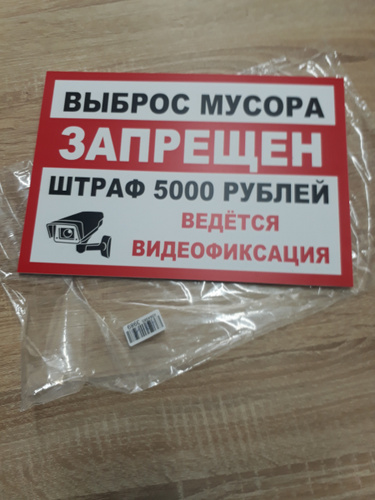 ВЫБРОС МУСОРА
ЗАПРЕЩЕН
ШТРАФ 5000 РУБЛЕЙ
ВЕДЁТСЯ
ВИДЕОФИКСАЦИЯ